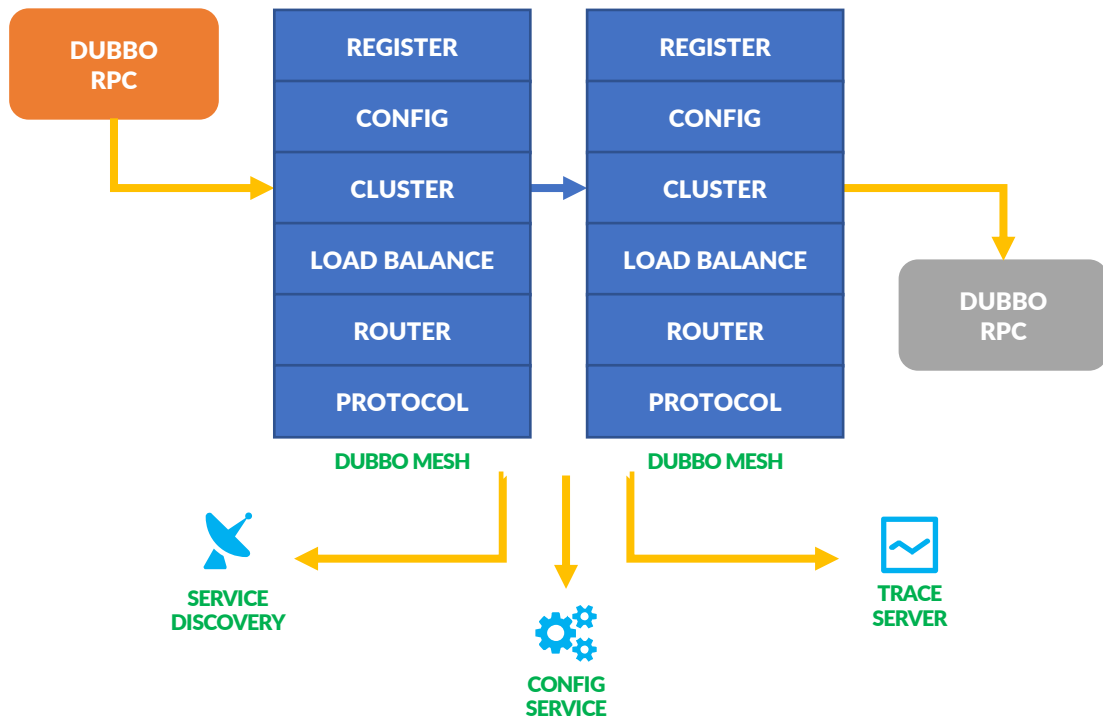 DUBBO
RPC
REGISTER
CONFIG
CLUSTER
LOAD BALANCE
ROUTER
PROTOCOL
DUBBO MESH
REGISTER
CONFIG
CLUSTER
LOAD BALANCE
ROUTER
PROTOCOL
DUBBO MESH
DUBBO
RPC
SERVICE
DISCOVERY
CONFIG
SERVICE
TRACE
SERVER